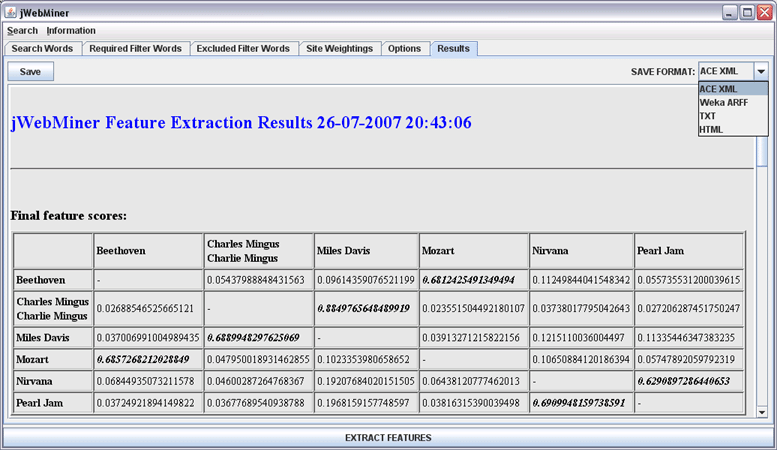 jWebMiner
Search Information
Search Words Required Filter Words Excluded Filter Words Site Weightings Options Results
Save SAVE FORMAT: ACE XML
ACE XML
Weka ARFF
TXT
HTML
jWebMiner Feature Extraction Results 26-07-2007 20:43:06
Final feature scores:
Beethoven Charles Mingus Charlie Mingus Miles Davis Mozart Nirvana Pearl Jam
Beethoven - 0.05437988848431563 0.09614359076521199 0.6812425491349494 0.11249844041548342 0.055735531200039615
Charles Mingus Charlie Mingus 0.02688546525665121 - 0.8849765648489919 0.023551504492180107 0.03738017795042643 0.027206287451750247
Miles Davis 0.037006991004989435 0.6889948297625069 - 0.03913271215822156 0.1215110036004497 0.11335446347383235
Mozart 0.6857268212028849 0.047950018931462855 0.1023353980658652 - 0.10650884120186394 0.05747892059792319
Nirvana 0.06844935073211578 0.04600287264768367 0.19207684020151505 0.06438120777462013 - 0.6290897286440653
Pearl Jam 0.03724921894149822 0.03677689540938788 0.1968159157748597 0.03816315390039498 0.6909948159738591 -
EXTRACT FEATURES